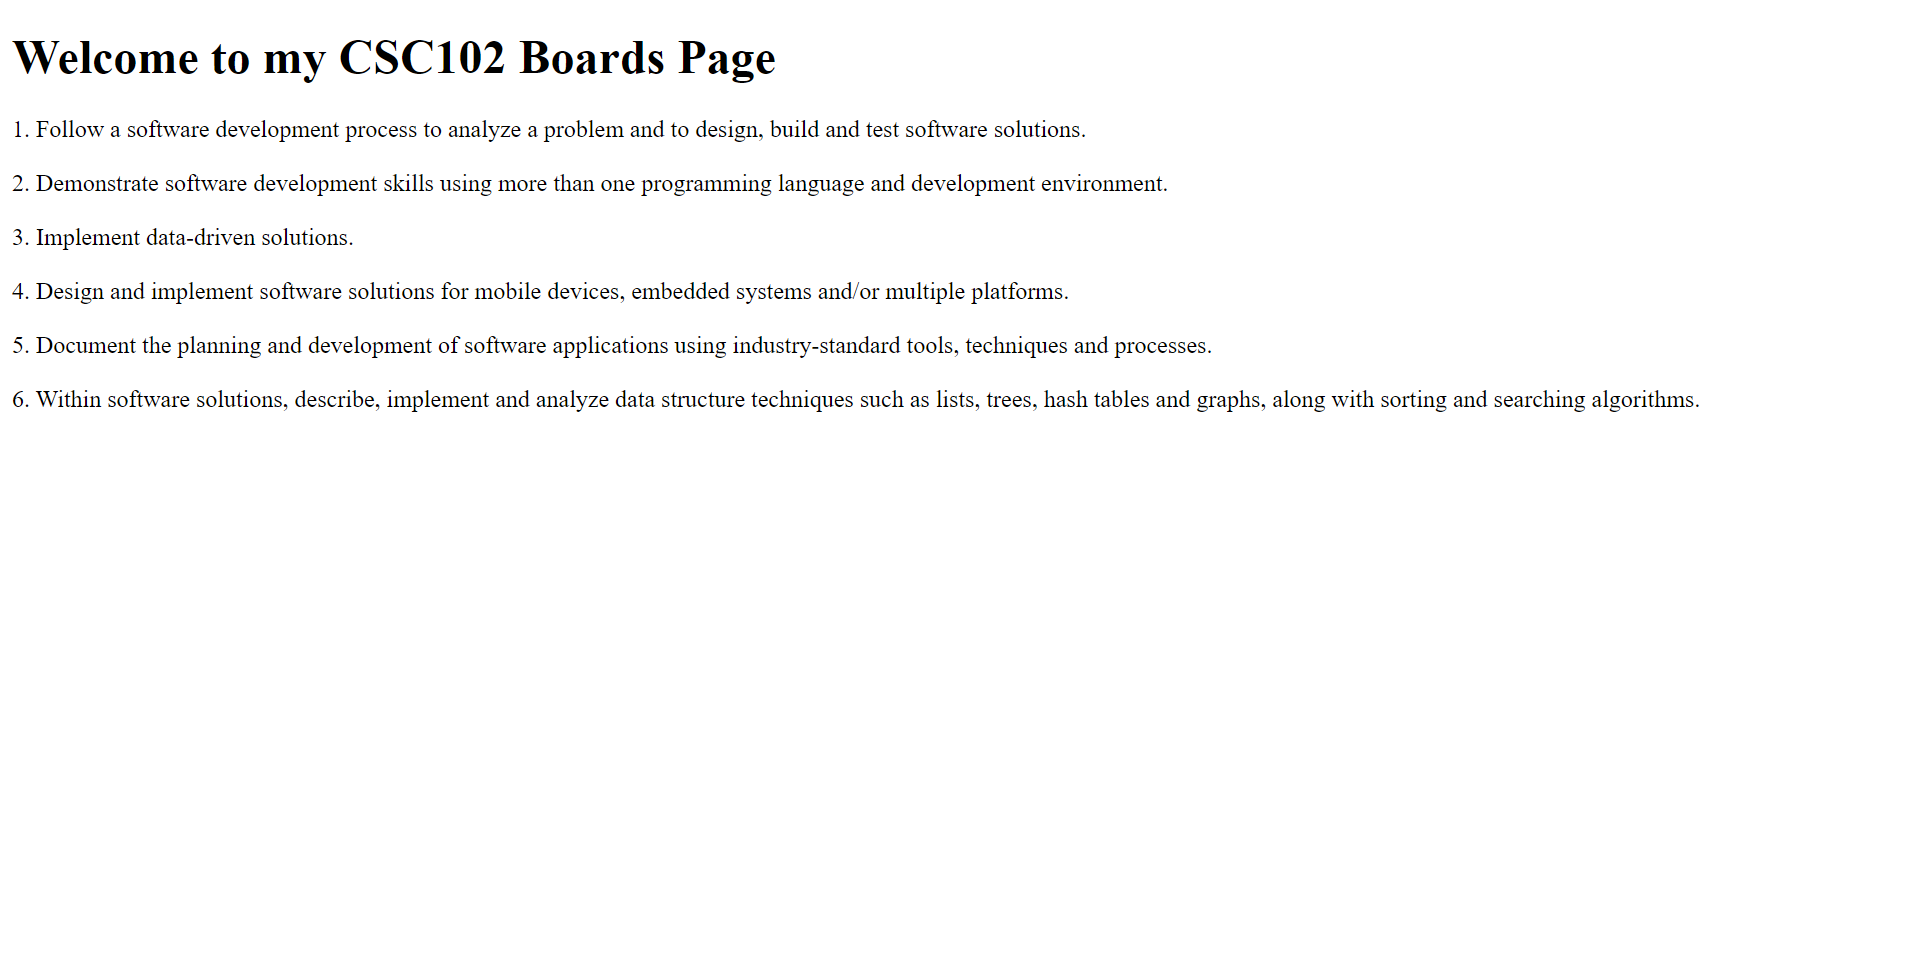 Welcome to my CSC102 Boards Page
1. Follow a software development process to analyze a problem and to design, build and test software solutions.
2. Demonstrate software development skills using more than one programming language and development environment.
3. Implement data-driven solutions.
4. Design and implement software solutions for mobile devices, embedded systems and/or multiple platforms.
5. Document the planning and development of software applications using industry-standard tools, techniques and processes.
6. Within software solutions, describe, implement and analyze data structure techniques such as lists, trees, hash tables and graphs, along with sorting and searching algorithms.